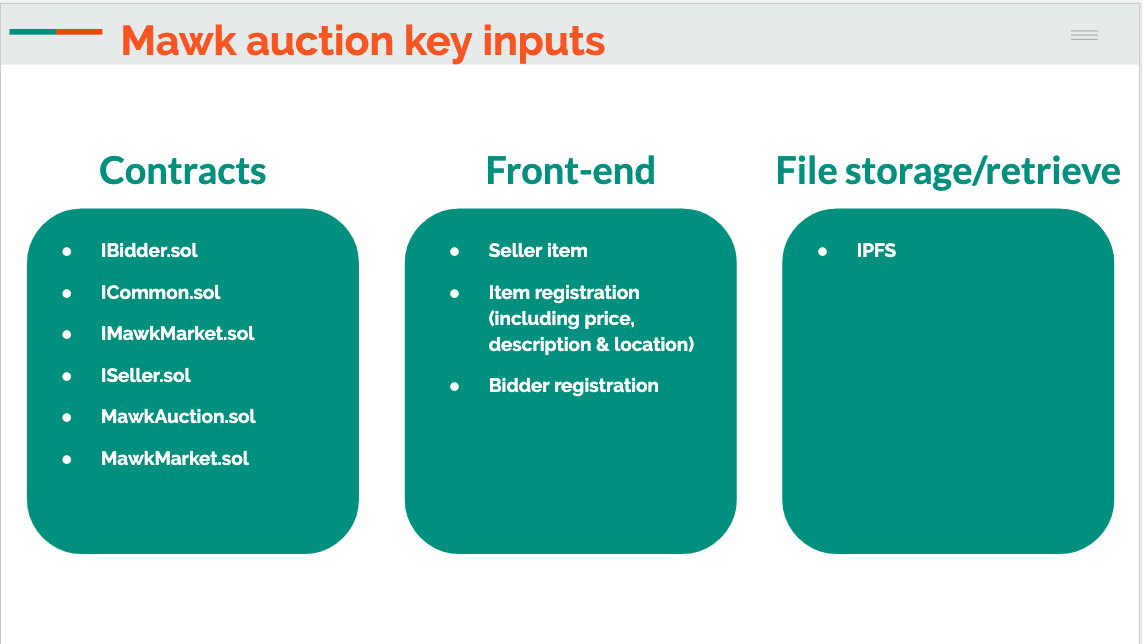 Mawk auction key inputs
Contracts
● IBidder.sol
● ICommon.sol
● IMawkMarket.sol
● ISeller.sol
● MawkAuction.sol
● MawkMarket.sol
Front-end
● Seller item
● Item registration
(including price,
description & location)
● Bidder registration
File storage/retrieve
● IPFS